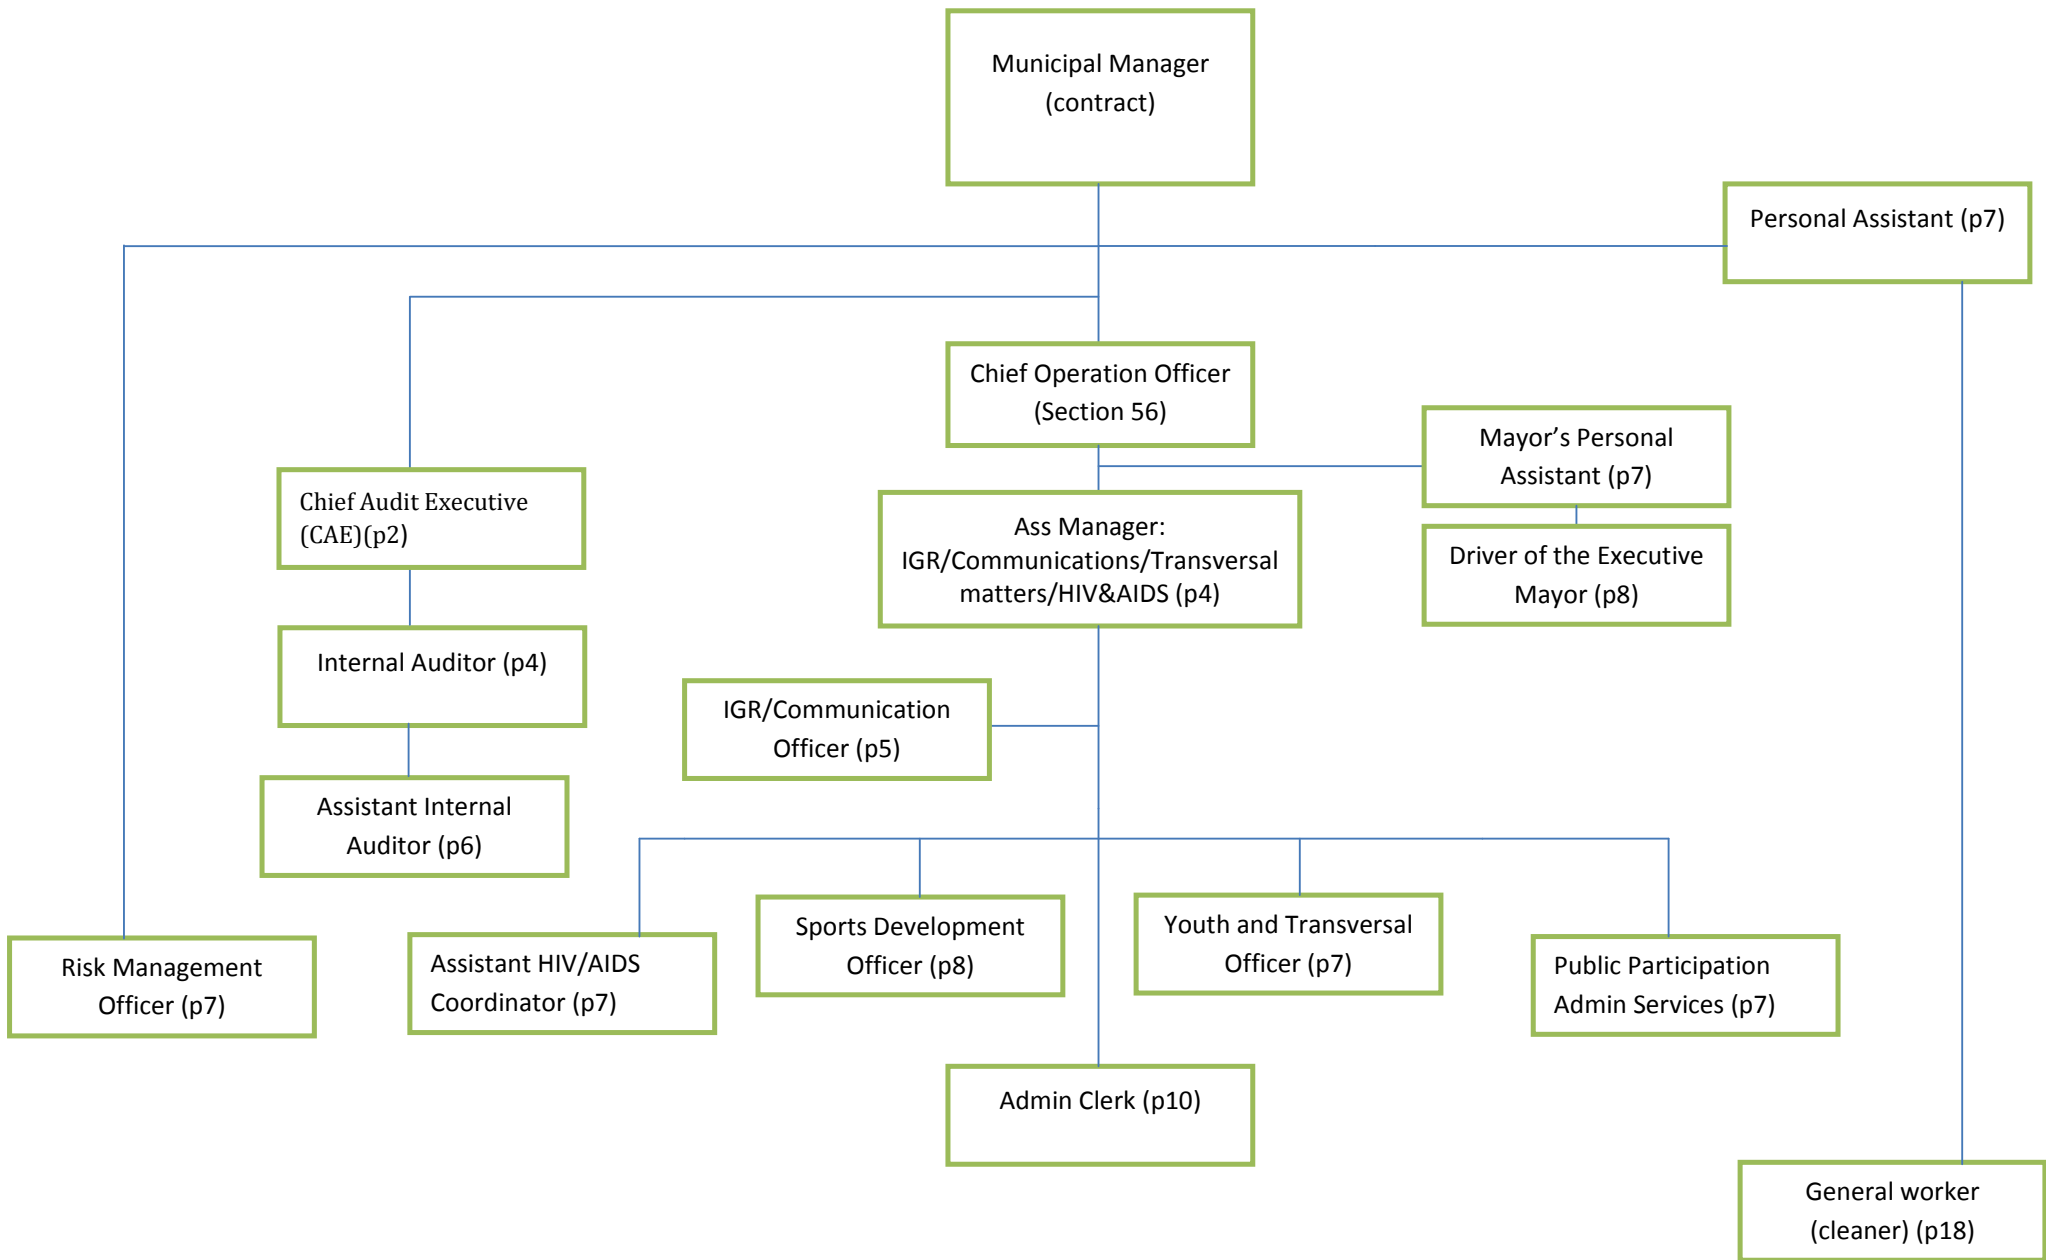 Municipal Manager
(contract)
Personal Assistant (p7)
Chief Operation Officer
(Section 56)
Mayor’s Personal
Assistant (p7)
Chief Audit Executive
(CAE)(p2)
Ass Manager:
IGR/Communications/Transversal
matters/HIV&AIDS (p4)
Driver of the Executive
Mayor (p8)
Internal Auditor (p4)
IGR/Communication
Officer (p5)
Assistant Internal
Auditor (p6)
Risk Management
Officer (p7)
Assistant HIV/AIDS
Coordinator (p7)
Sports Development
Officer (p8)
Youth and Transversal
Officer (p7)
Public Participation
Admin Services (p7)
Admin Clerk (p10)
General worker
(cleaner) (p18)